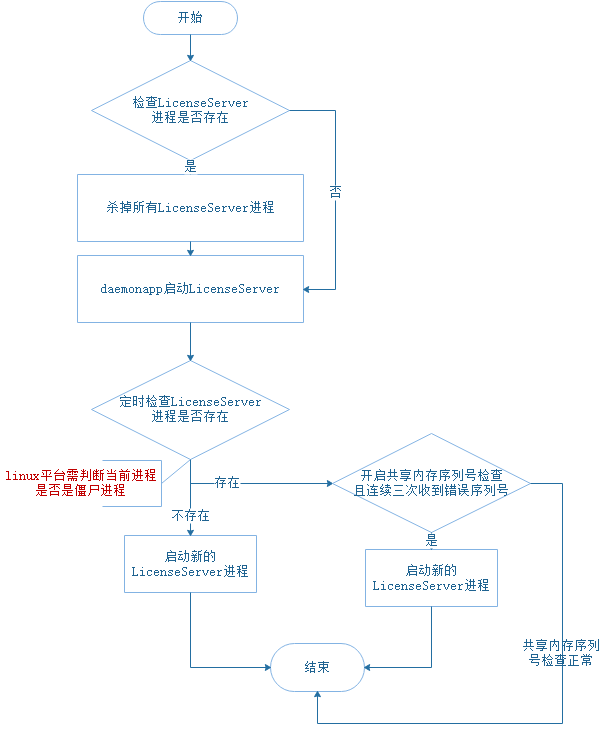 开始
检查LicenseServer
进程是否存在
是
否
杀掉所有LicenseServer进程
daemonapp启动LicenseServer
定时检查LicenseServer
进程是否存在
linux平台需判断当前进程
是否是僵尸进程
存在
开启共享内存序列号检查
且连续三次收到错误序列号
不存在
是
启动新的
LicenseServer进程
启动新的
LicenseServer进程
共享内存序列
号检查正常
结束